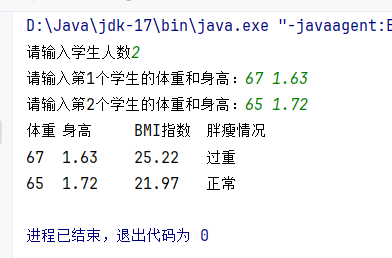 D:\Java\jdk-17\bin\java.exe "-javaagent:
请输入学生人数2
请输入第1个学生的体重和身高：67 1.63
请输入第2个学生的体重和身高：65 1.72
体重 身高 BMI指数 胖瘦情况
67 1.63 25.22 过重
65 1.72 21.97 正常
进程已结束，退出代码为 0